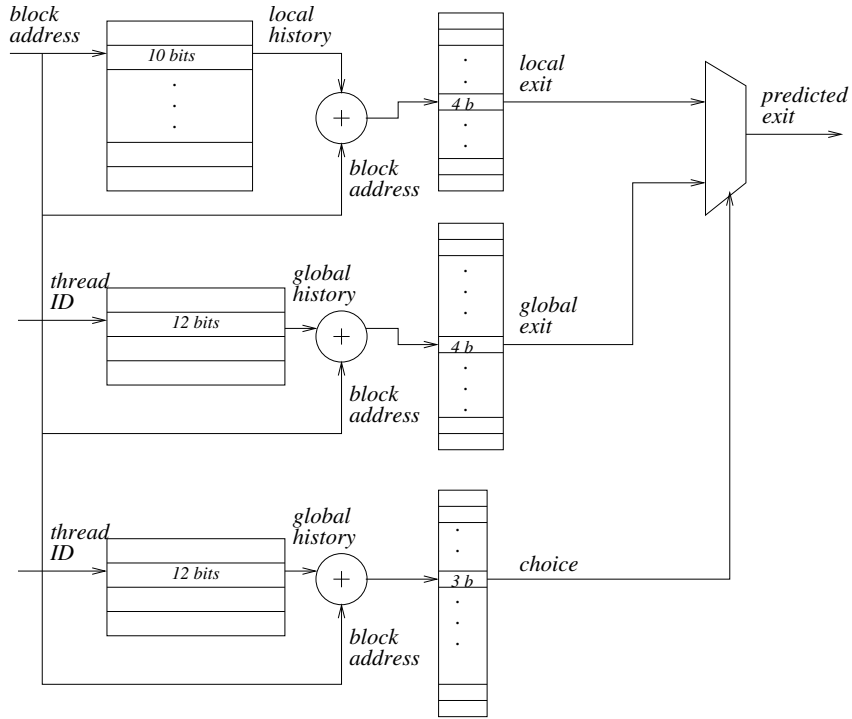 block
address
local
history
10 bits
+
block
address
4 b
local
exit
predicted
exit
thread
ID
global
history
12 bits
+
block
address
4 b
global
exit
thread
ID
global
history
12 bits
+
block
address
3 b
choice